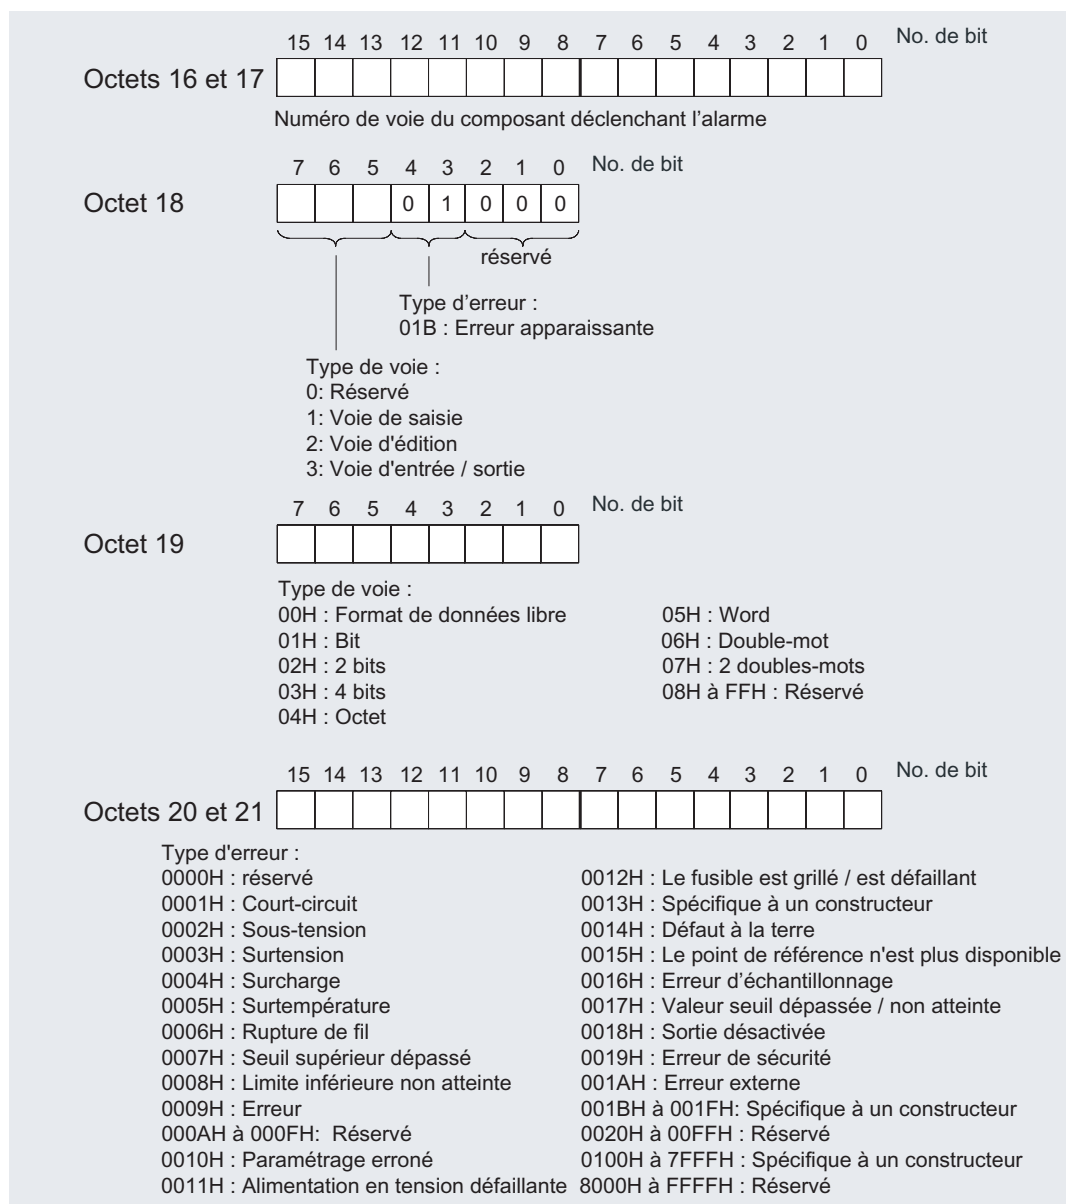 15 14 13 12 11 10 9 8 7 6 5 4 3 2 1 0 No. de bit
Octets 16 et 17
Numéro de voie du composant déclenchant l’alarme
7 6 5 4 3 2 1 0 No. de bit
Octet 18 0 1 0 0 0
réservé
Type d’erreur :
01B : Erreur apparaissante
Type de voie :
0: Réservé
1: Voie de saisie
2: Voie d'édition
3: Voie d'entrée / sortie
7 6 5 4 3 2 1 0 No. de bit
Octet 19
Type de voie :
00H : Format de données libre
01H : Bit
02H : 2 bits
03H : 4 bits
04H : Octet
05H : Word
06H : Double-mot
07H : 2 doubles-mots
08H à FFH : Réservé
15 14 13 12 11 10 9 8 7 6 5 4 3 2 1 0 No. de bit
Octets 20 et 21
Type d'erreur :
0000H : réservé
0001H : Court-circuit
0002H : Sous-tension
0003H : Surtension
0004H : Surcharge
0005H : Surtempérature
0006H : Rupture de fil
0007H : Seuil supérieur dépassé
0008H : Limite inférieure non atteinte
0009H : Erreur
000AH à 000FH: Réservé
0010H : Paramétrage erroné
0011H : Alimentation en tension défaillante
0012H : Le fusible est grillé / est défaillant
0013H : Spécifique à un constructeur
0014H : Défaut à la terre
0015H : Le point de référence n'est plus disponible
0016H : Erreur d’échantillonnage
0017H : Valeur seuil dépassée / non atteinte
0018H : Sortie désactivée
0019H : Erreur de sécurité
001AH : Erreur externe
001BH à 001FH: Spécifique à un constructeur
0020H à 00FFH : Réservé
0100H à 7FFFH : Spécifique à un constructeur
8000H à FFFFH : Réservé